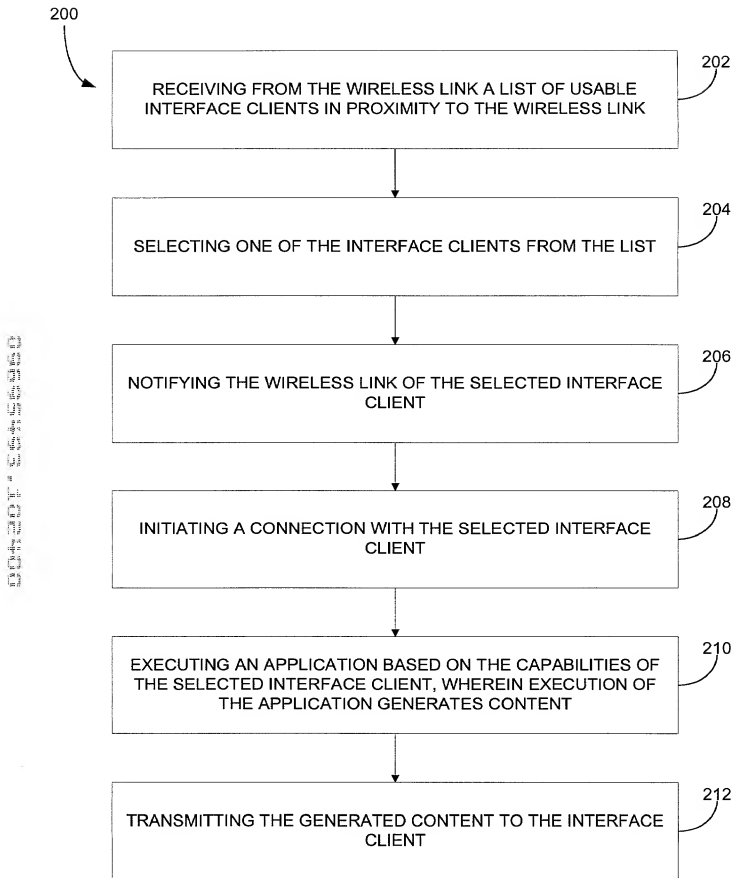 200
202
RECEIVING FROM THE WIRELESS LINK A LIST OF USABLE
INTERFACE CLIENTS IN PROXIMITY TO THE WIRELESS LINK
204
SELECTING ONE OF THE INTERFACE CLIENTS FROM THE LIST
206
NOTIFYING THE WIRELESS LINK OF THE SELECTED INTERFACE
CLIENT
208
INITIATING A CONNECTION WITH THE SELECTED INTERFACE
CLIENT
210
EXECUTING AN APPLICATION BASED ON THE CAPABILITIES OF
THE SELECTED INTERFACE CLIENT, WHEREIN EXECUTION OF
THE APPLICATION GENERATES CONTENT
212
TRANSMITTING THE GENERATED CONTENT TO THE INTERFACE
CLIENT